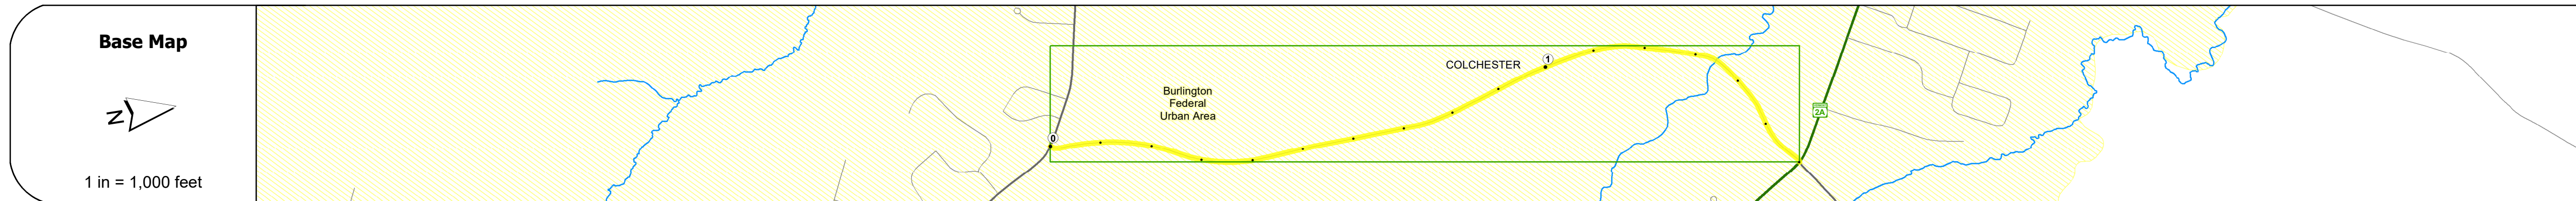 Base Map
N
1 in = 1,000 feet
0
Burlington
Federal
Urban Area
COLCHESTER
1
2A